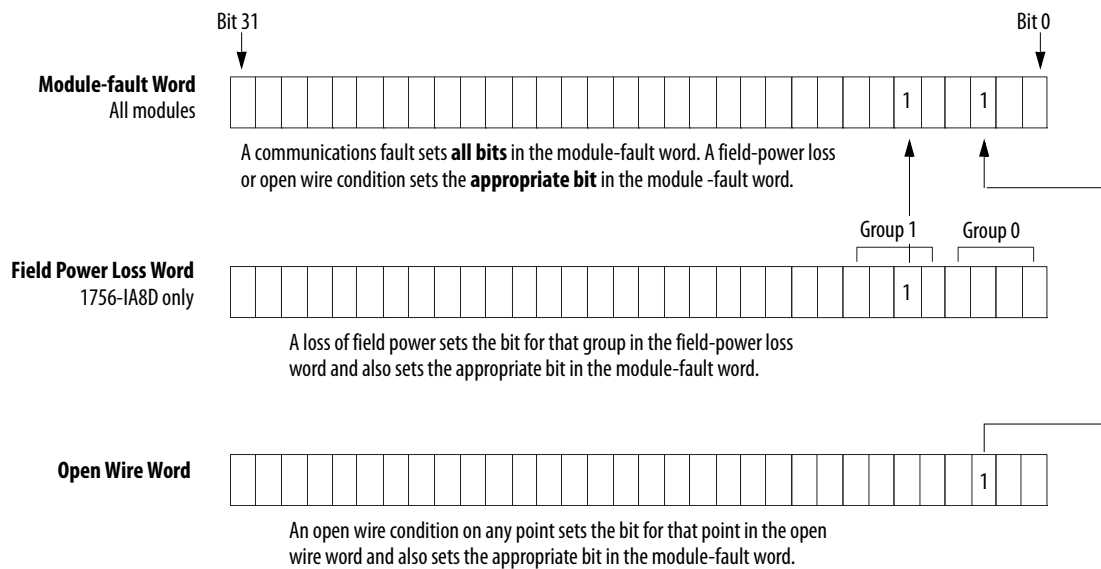 Bit 31 Bit 0
Module-fault Word
All modules
1 1
A communications fault sets all bits in the module-fault word. A field-power loss
or open wire condition sets the appropriate bit in the module -fault word.
Group 1 Group 0
Field Power Loss Word
1756-IA8D only
1
A loss of field power sets the bit for that group in the field-power loss
word and also sets the appropriate bit in the module-fault word.
Open Wire Word
1
An open wire condition on any point sets the bit for that point in the open
wire word and also sets the appropriate bit in the module-fault word.